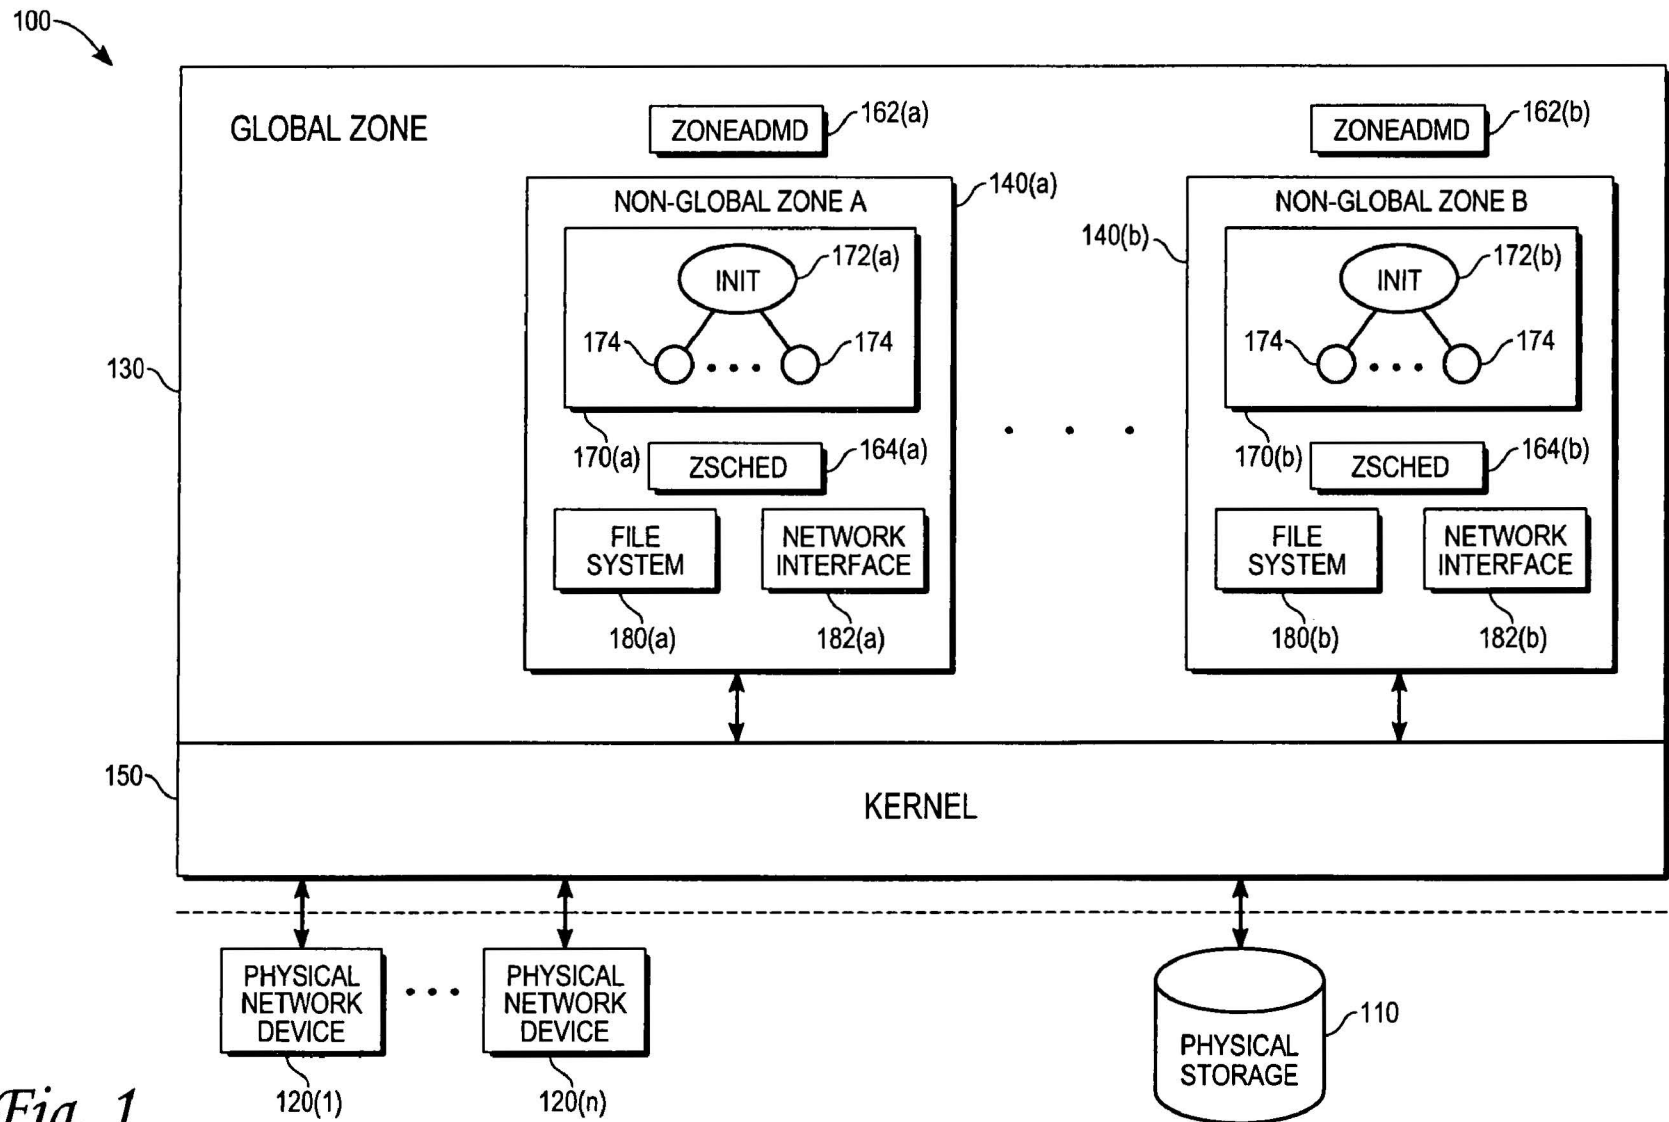 100
GLOBAL ZONE
ZONEADMD
162(a)
ZONEADMD
162(b)
NON-GLOBAL ZONE A
140(a)
NON-GLOBAL ZONE B
140(b)
INIT
172(a)
174
174
INIT
172(b)
174
174
130
170(a)
ZSCHED
164(a)
170(b)
ZSCHED
164(b)
FILE
SYSTEM
NETWORK
INTERFACE
FILE
SYSTEM
NETWORK
INTERFACE
180(a)
182(a)
180(b)
182(b)
150
KERNEL
PHYSICAL
NETWORK
DEVICE
PHYSICAL
NETWORK
DEVICE
110
PHYSICAL
STORAGE
120(1)
120(n)
Fig. 1